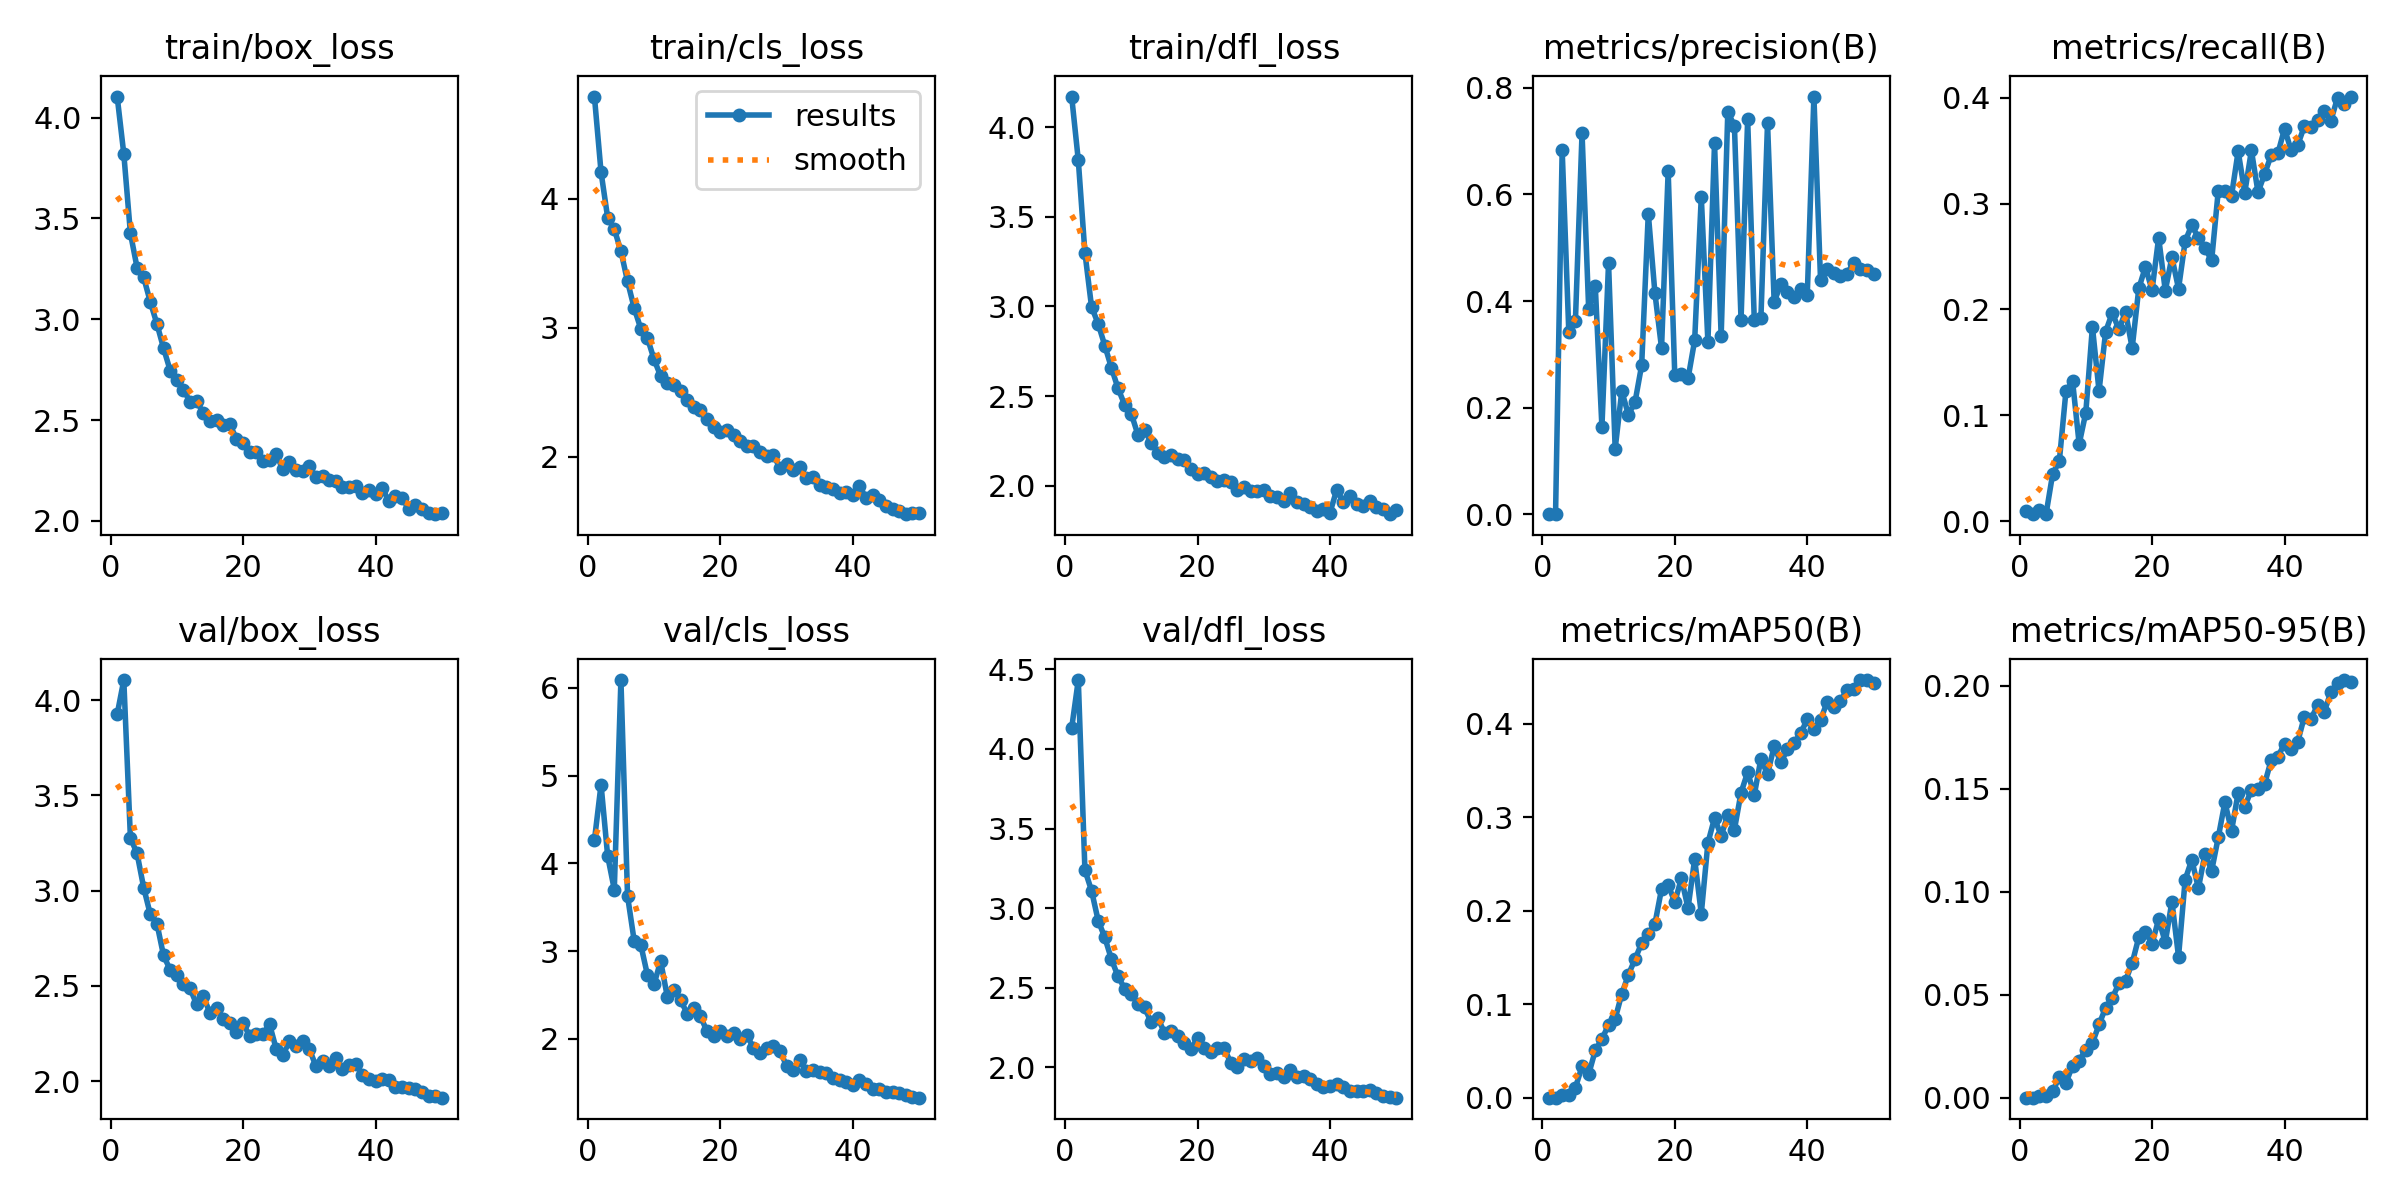 train/box_loss
4.0
3.5
3.0
2.5
2.0
0 20 40
train/cls_loss
results
smooth
4
3
2
0 20 40
train/dfl_loss
4.0
3.5
3.0
2.5
2.0
0 20 40
metrics/precision(B)
0.8
0.6
0.4
0.2
0.0
0 20 40
metrics/recall(B)
0.4
0.3
0.2
0.1
0.0
0 20 40
val/box_loss
4.0
3.5
3.0
2.5
2.0
0 20 40
val/cls_loss
6
5
4
3
2
0 20 40
val/dfl_loss
4.5
4.0
3.5
3.0
2.5
2.0
0 20 40
metrics/mAP50(B)
0.4
0.3
0.2
0.1
0.0
0 20 40
metrics/mAP50-95(B)
0.20
0.15
0.10
0.05
0.00
0 20 40